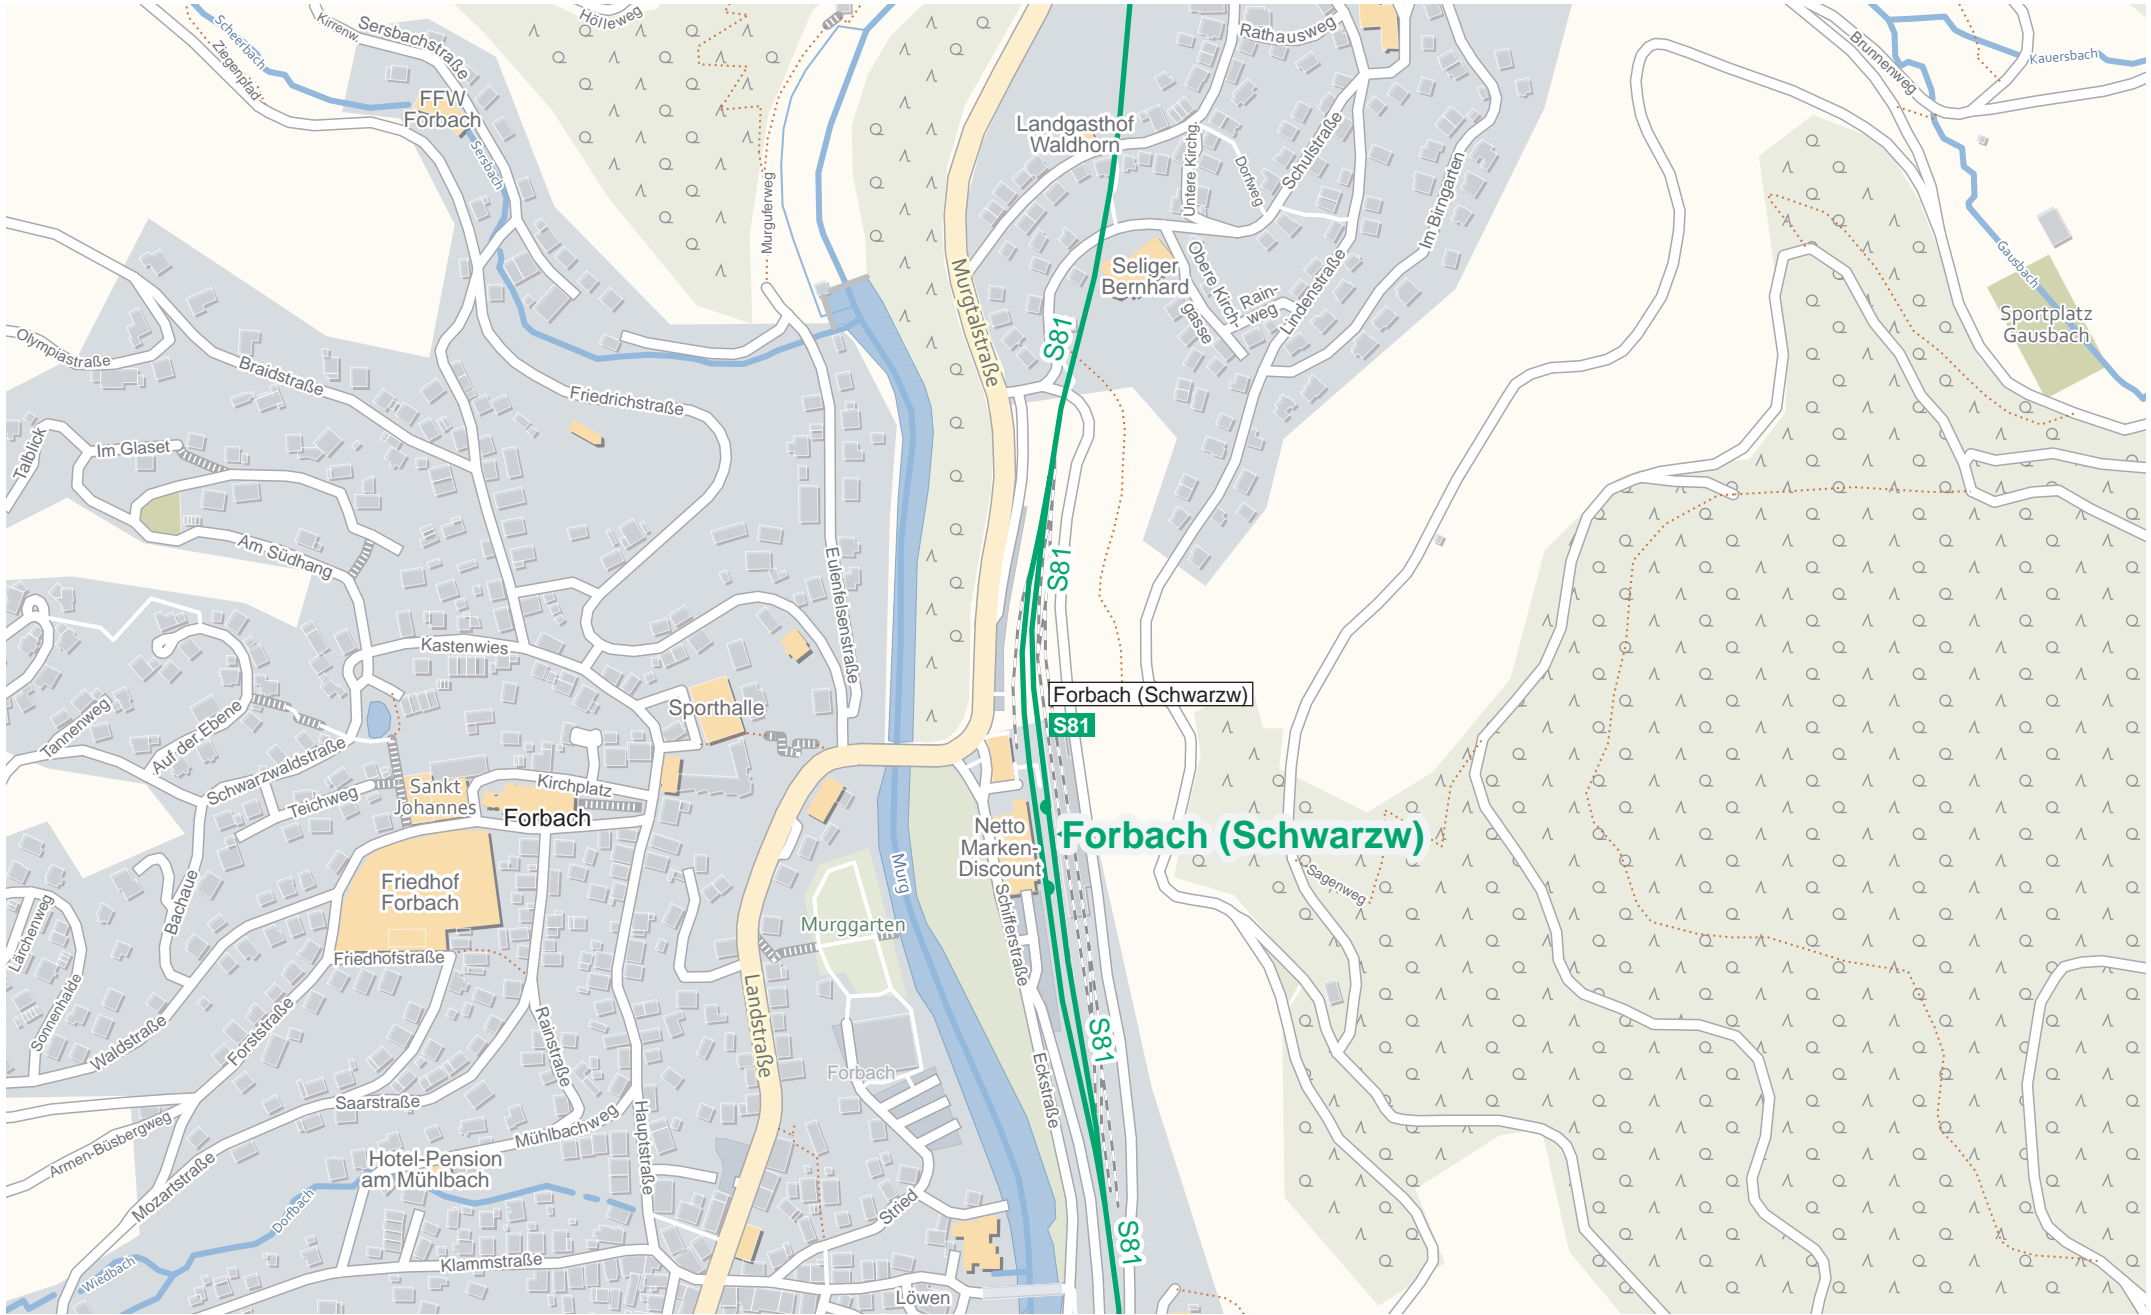 Hölleweg
Kirrenw.
Sersbachstraße
Scheerbach
Ziegenpfad
FFW
Forbach
Sersbach
Rathausweg
Brunnenweg
Kauersbach
Landgasthof
Waldhorn
Untere Kirchg.
Dorfweg
Schulstraße
Im Birngarten
Murguferweg
Gausbach
Murgtalstraße
Seliger
Bernhard
Obere Kirch-
gasse
Rain-
weg
Lindenstraße
Sportplatz
Gausbach
S81
Olympiastraße
Braidstraße
Friedrichstraße
Talblick
Im Glaset
Am Südhang
Eulenfelsenstraße
S81
Kastenwies
Forbach (Schwarzw)
S81
Sporthalle
Tannenweg
Auf der Ebene
Schwarzwaldstraße
Teichweg
Sankt
Johannes
Kirchplatz
Forbach
Netto
Marken-
Discount
Forbach (Schwarzw)
Sagenweg
Murg
Friedhof
Forbach
Bachaue
Lärchenweg
Murggarten
Schifferstraße
Friedhofstraße
Sonnenhalde
Waldstraße
Forststraße
Rainstraße
Landstraße
S81
Forbach
Eckstraße
Saarstraße
Mühlbachweg
Hauptstraße
Armen-Büsbergweg
Mozartstraße
Hotel-Pension
am Mühlbach
Dorfbach
Stried
S81
Wiedbach
Klammstraße
Löwen